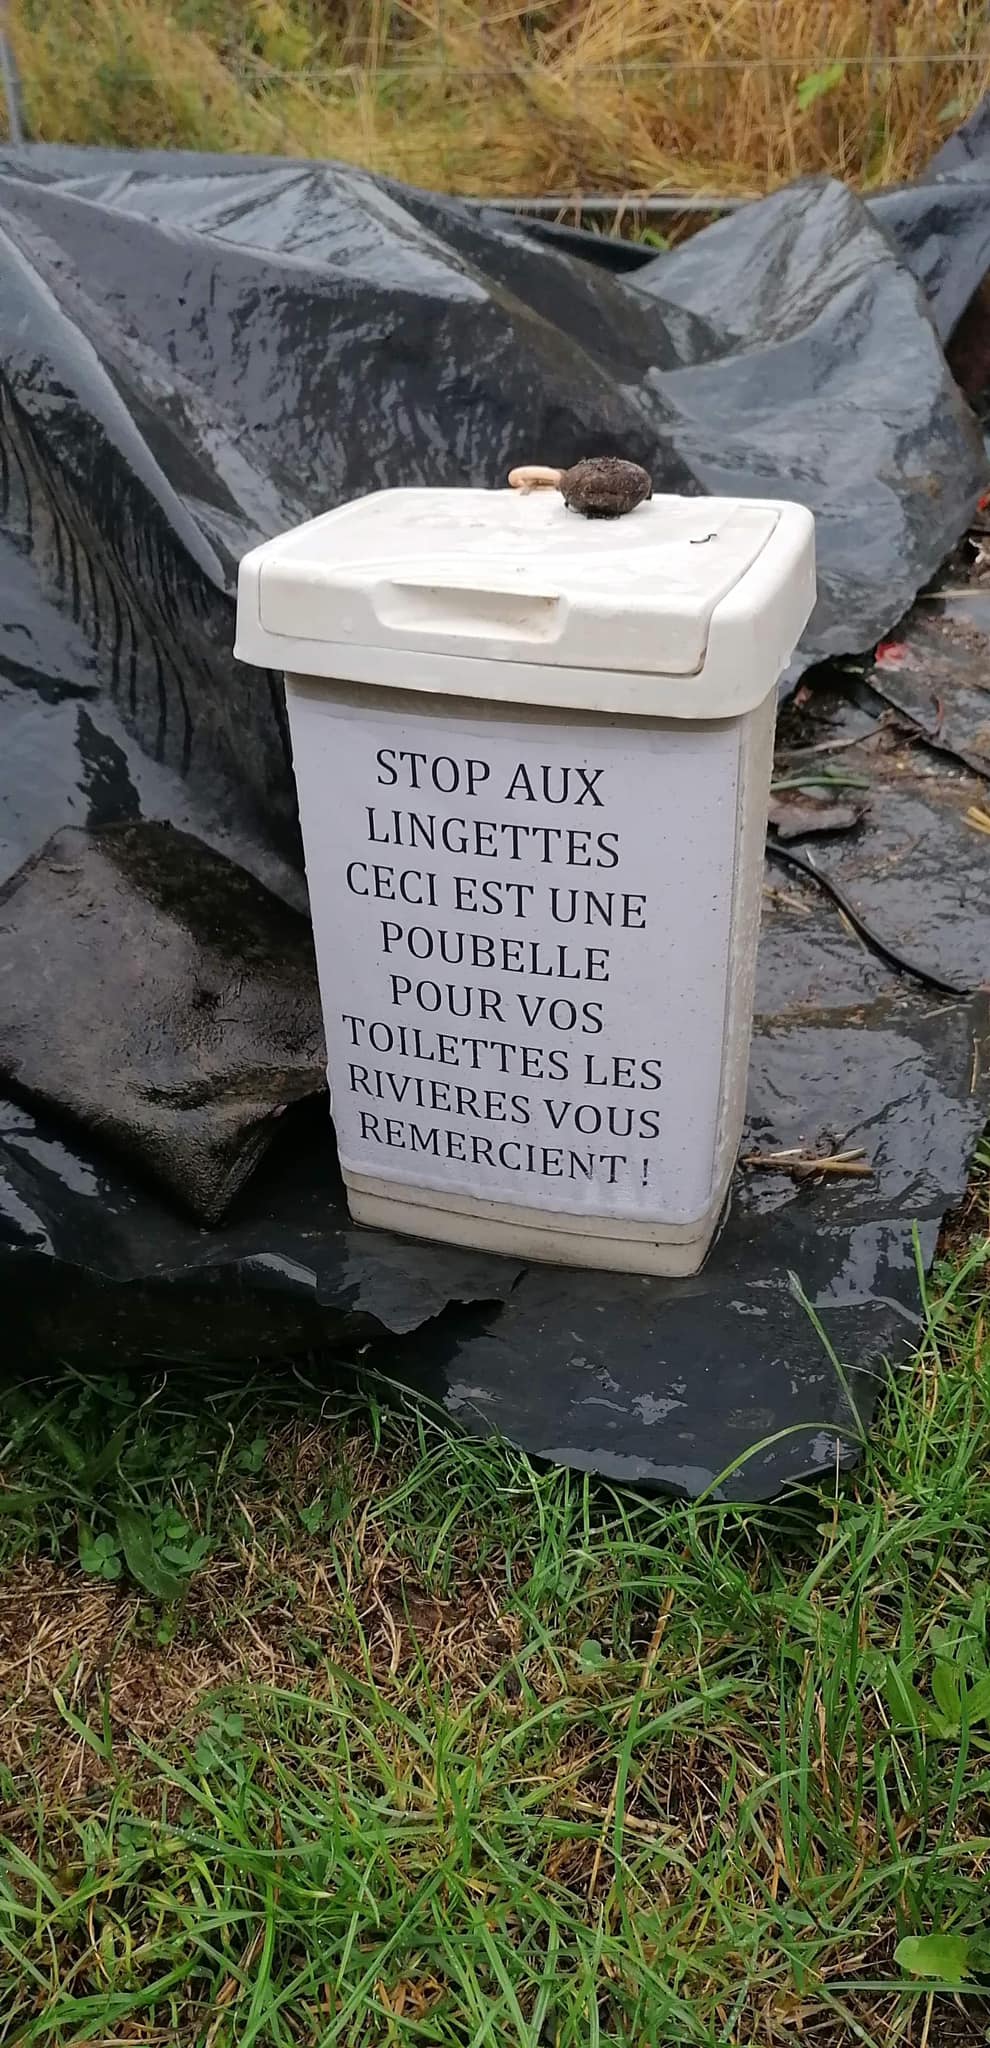 STOP AUX
LINGETTES
CECI EST UNE
POUBELLE
POUR VOS
TOILETTES LES
RIVIERES VOUS
REMERCIENT !